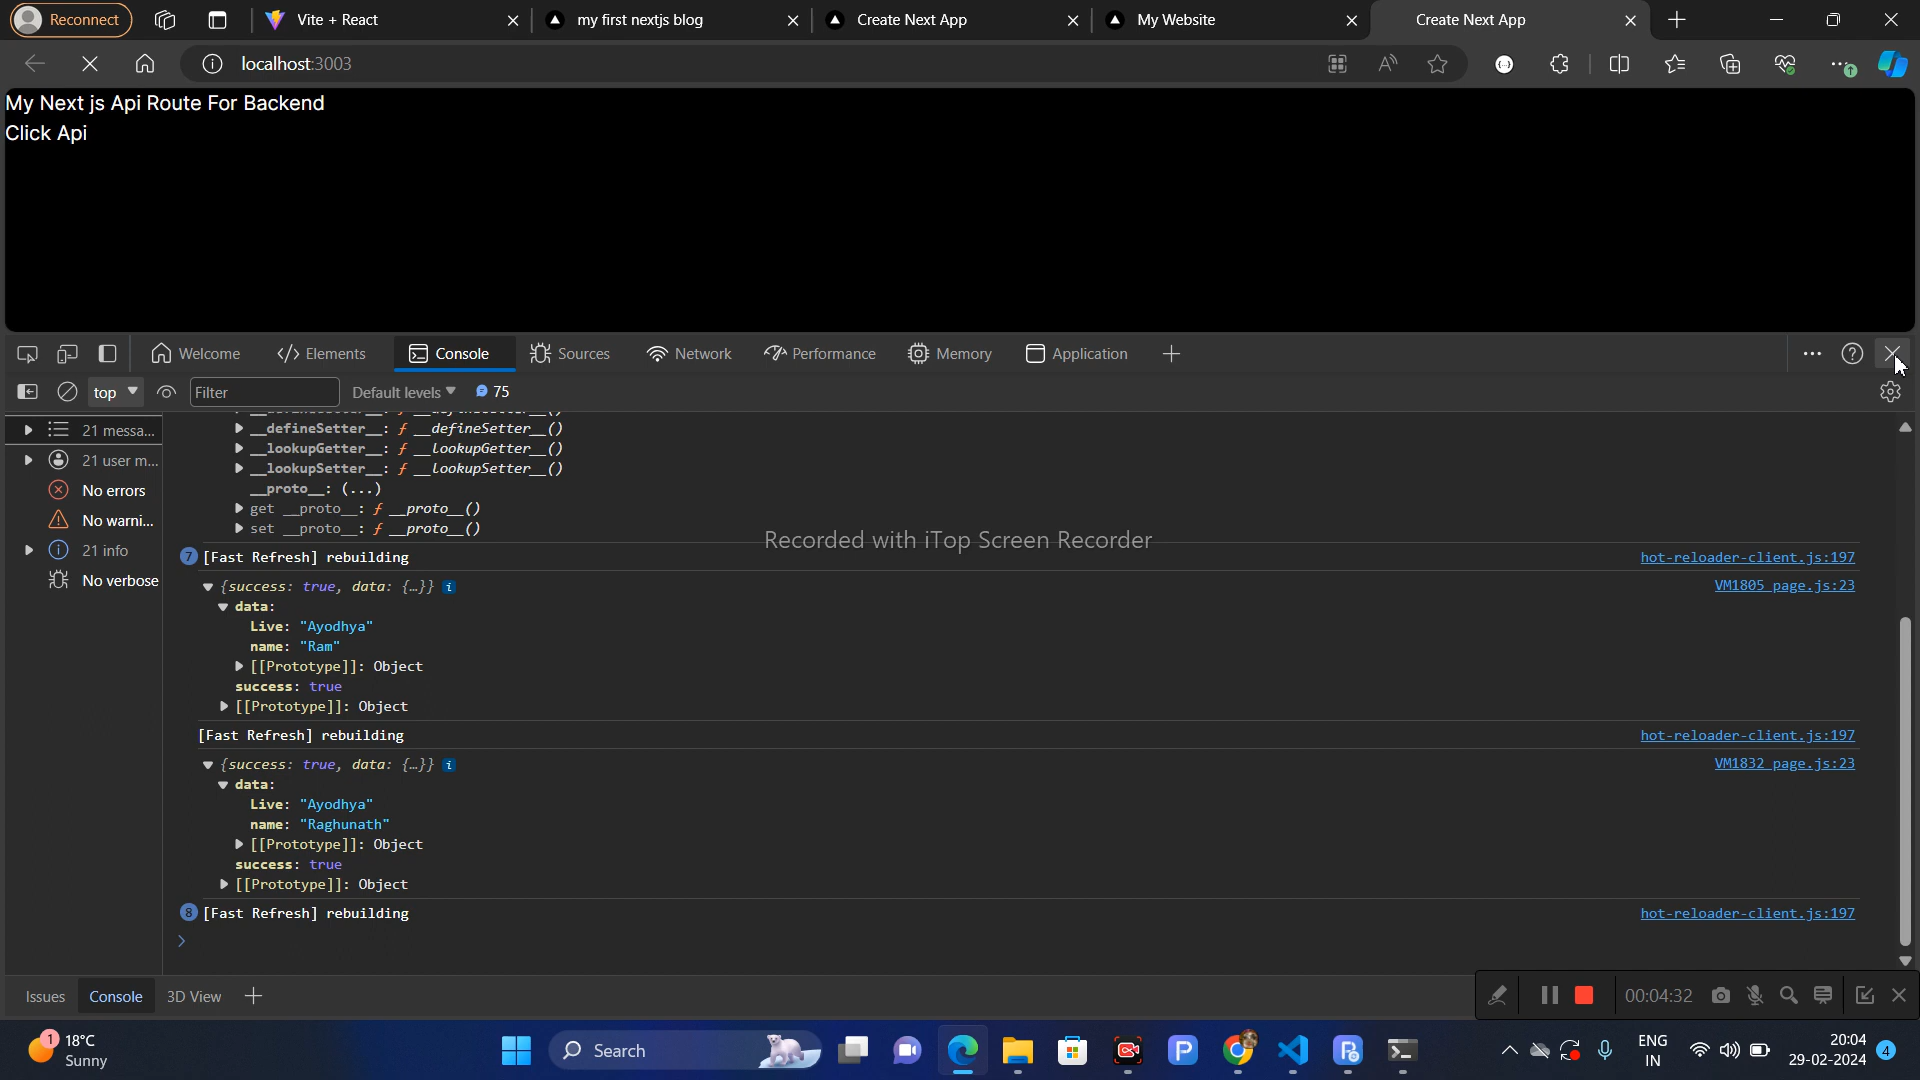 Reconnect
Vite + React
my first nextjs blog
Create Next App
My Website
Create Next App
localhost:3003
My Next js Api Route For Backend
Click Api
Welcome
Elements
Console
Sources
Network
Performance
Memory
Application
top
Filter
Default levels
75
21 messa...
21 user m...
No errors
No warni...
21 info
No verbose
__defineSetter__: ƒ __defineSetter__()
__lookupGetter__: ƒ __lookupGetter__()
__lookupSetter__: ƒ __lookupSetter__()
__proto__: (...)
get __proto__: ƒ __proto__()
set __proto__: ƒ __proto__()
Recorded with iTop Screen Recorder
7 [Fast Refresh] rebuilding hot-reloader-client.js:197
{success: true, data: {…}} i VM1805 page.js:23
data:
Live: "Ayodhya"
name: "Ram"
[[Prototype]]: Object
success: true
[[Prototype]]: Object
[Fast Refresh] rebuilding hot-reloader-client.js:197
{success: true, data: {…}} i VM1832 page.js:23
data:
Live: "Ayodhya"
name: "Raghunath"
[[Prototype]]: Object
success: true
[[Prototype]]: Object
8 [Fast Refresh] rebuilding hot-reloader-client.js:197
Issues
Console
3D View
00:04:32
1
18°C
Sunny
Search
ENG
IN
20:04
29-02-2024
4